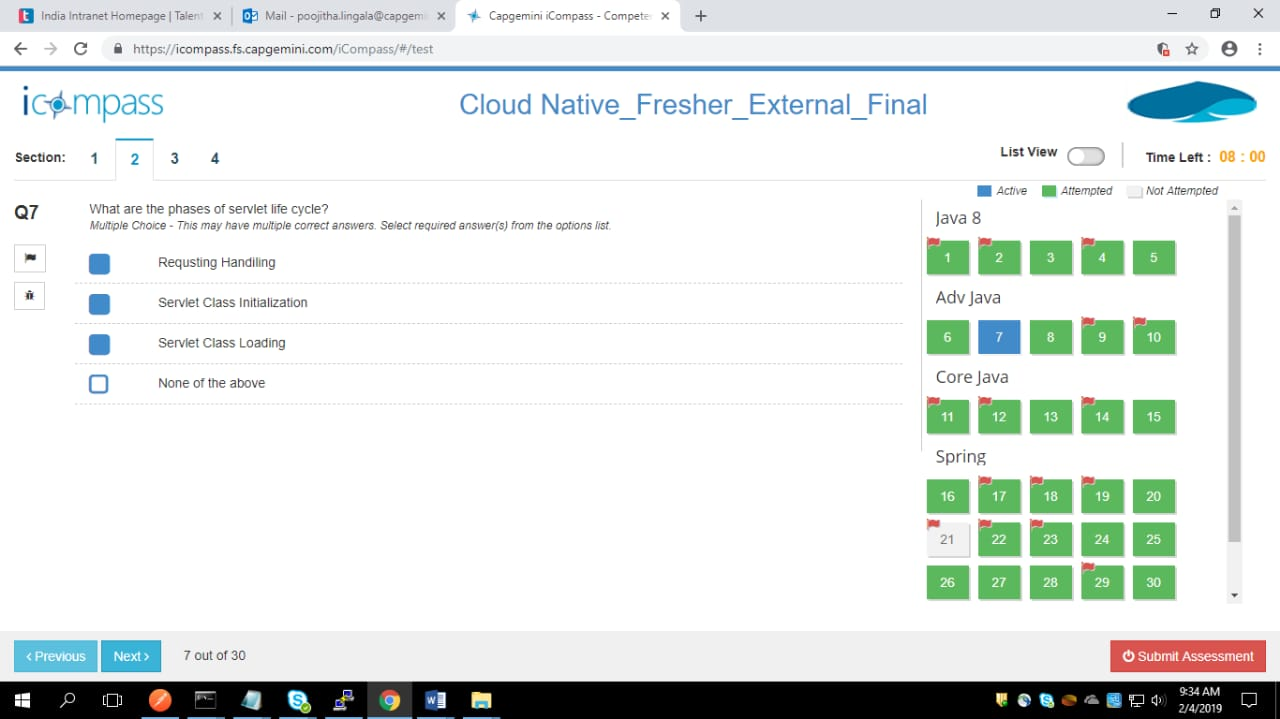 India Intranet Homepage | Talent
Mail - poojitha.lingala@capgemi
Capgemini iCompass - Compete
https://icompass.fs.capgemini.com/iCompass/#/test
icompass
Cloud Native_Fresher_External_Final
Section: 1 2 3 4
List View
Time Left : 08 : 00
Active Attempted Not Attempted
Q7
What are the phases of servlet life cycle?
Multiple Choice - This may have multiple correct answers. Select required answer(s) from the options list.
Requsting Handiling
Servlet Class Initialization
Servlet Class Loading
None of the above
Java 8
1 2 3 4 5
Adv Java
6 7 8 9 10
Core Java
11 12 13 14 15
Spring
16 17 18 19 20
21 22 23 24 25
26 27 28 29 30
< Previous
Next >
7 out of 30
Submit Assessment
9:34 AM
2/4/2019